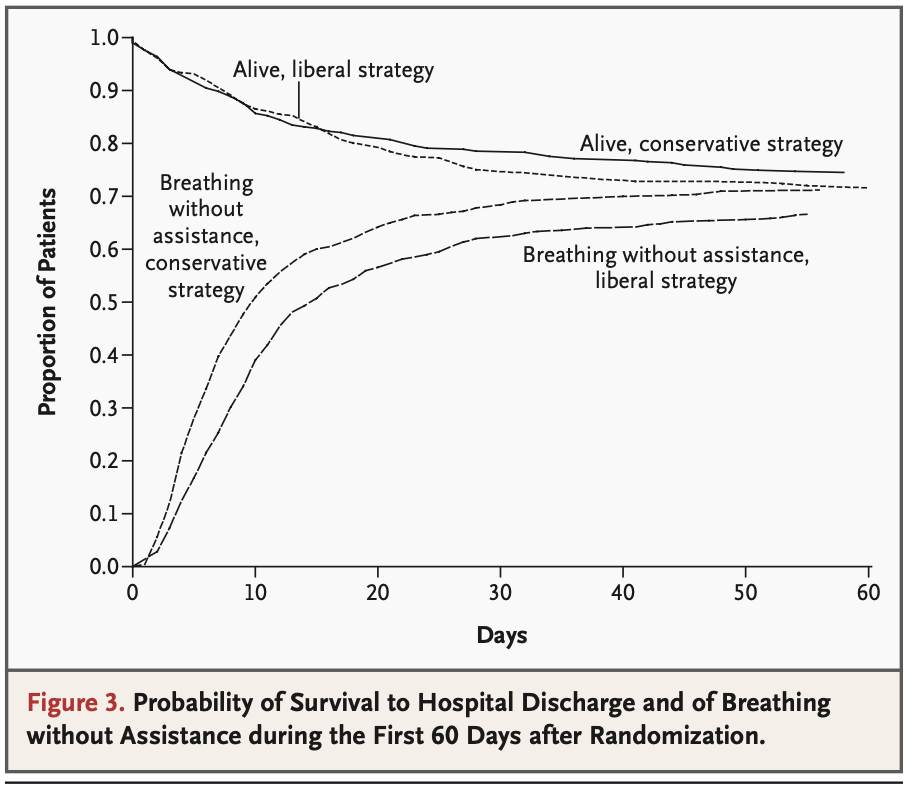 1.0
0.9
0.8
0.7
0.6
0.5
0.4
0.3
0.2
0.1
0.0
Proportion of Patients
Alive, liberal strategy
Alive, conservative strategy
Breathing
without
assistance,
conservative
strategy
Breathing without assistance,
liberal strategy
0 10 20 30 40 50 60
Days
Figure 3. Probability of Survival to Hospital Discharge and of Breathing
without Assistance during the First 60 Days after Randomization.